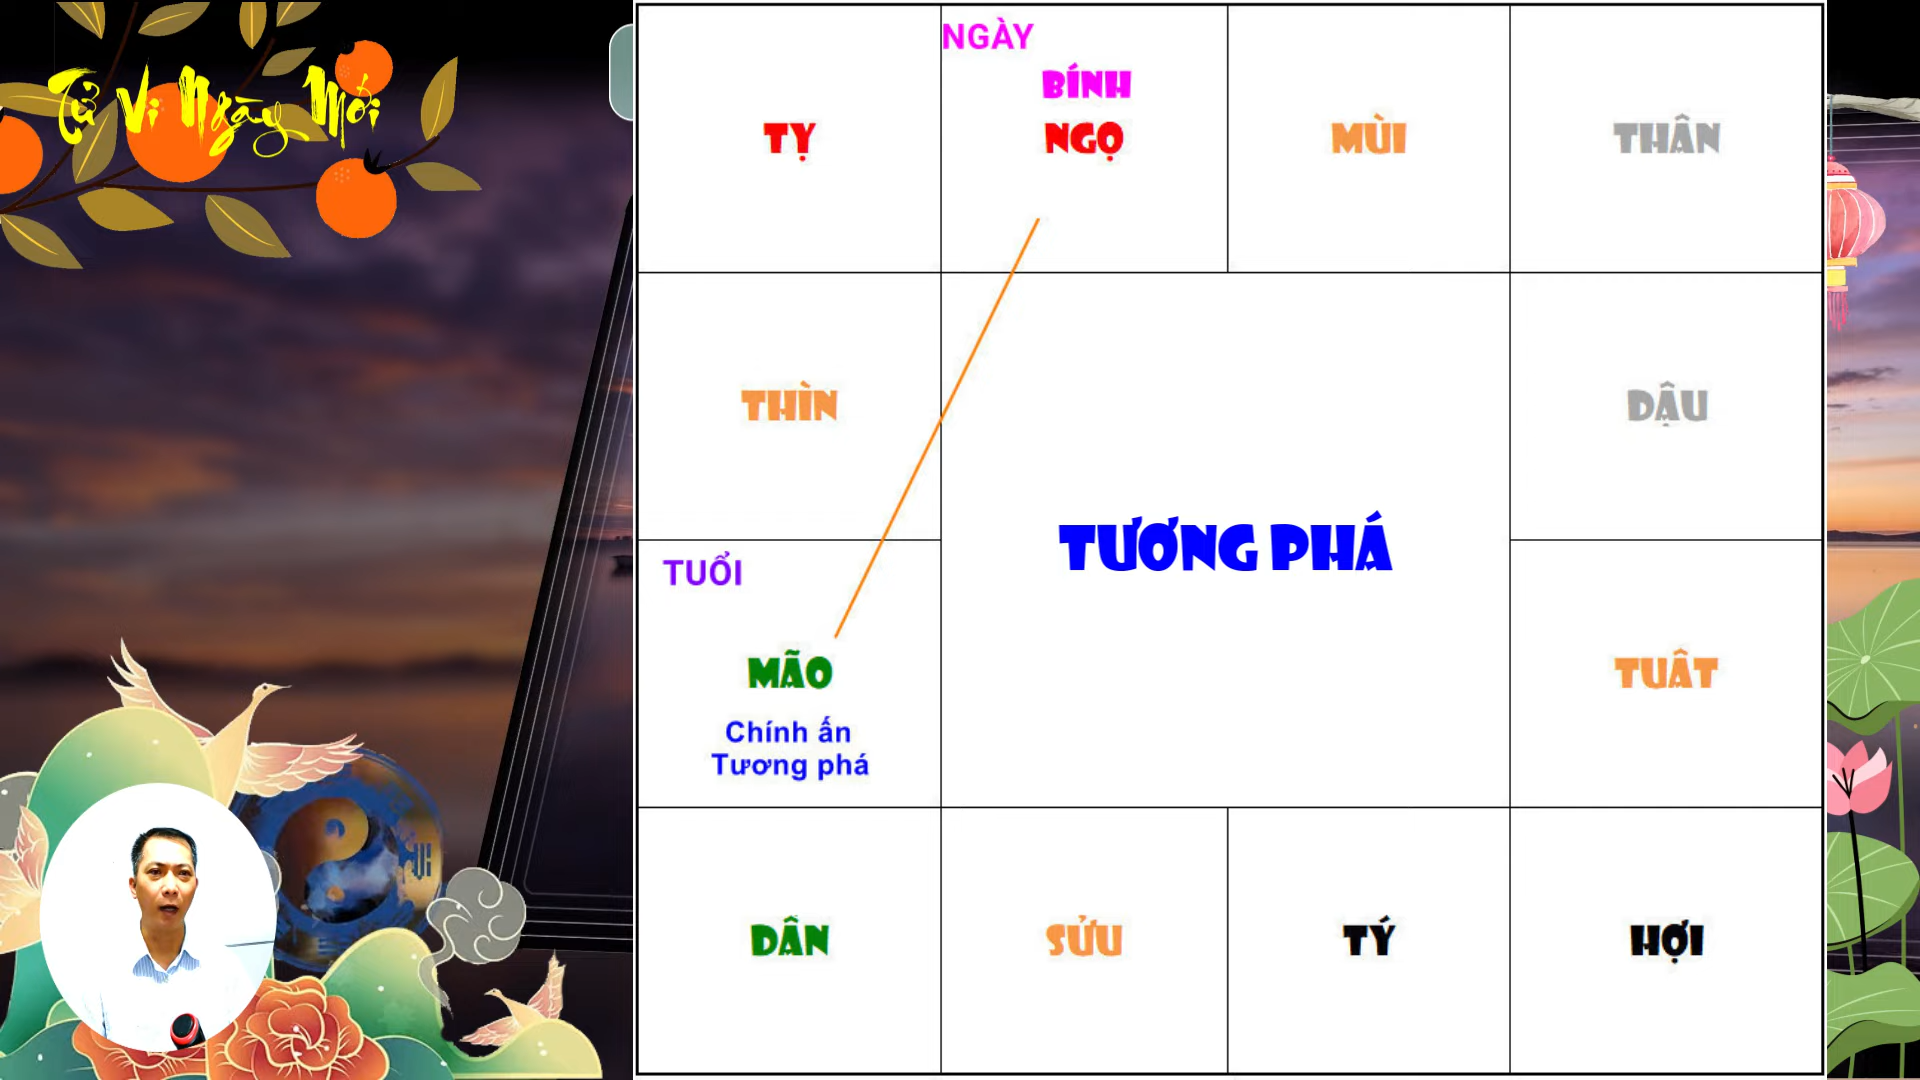 Tử Vi Ngày Mới
NGÀY
BÍNH
TỴ
NGỌ
MÙI
THÂN
THÌN
DẬU
TƯƠNG PHÁ
TUỔI
MÃO
TUẤT
Chính ấn
Tương phá
DẦN
SỬU
TÝ
HỢI